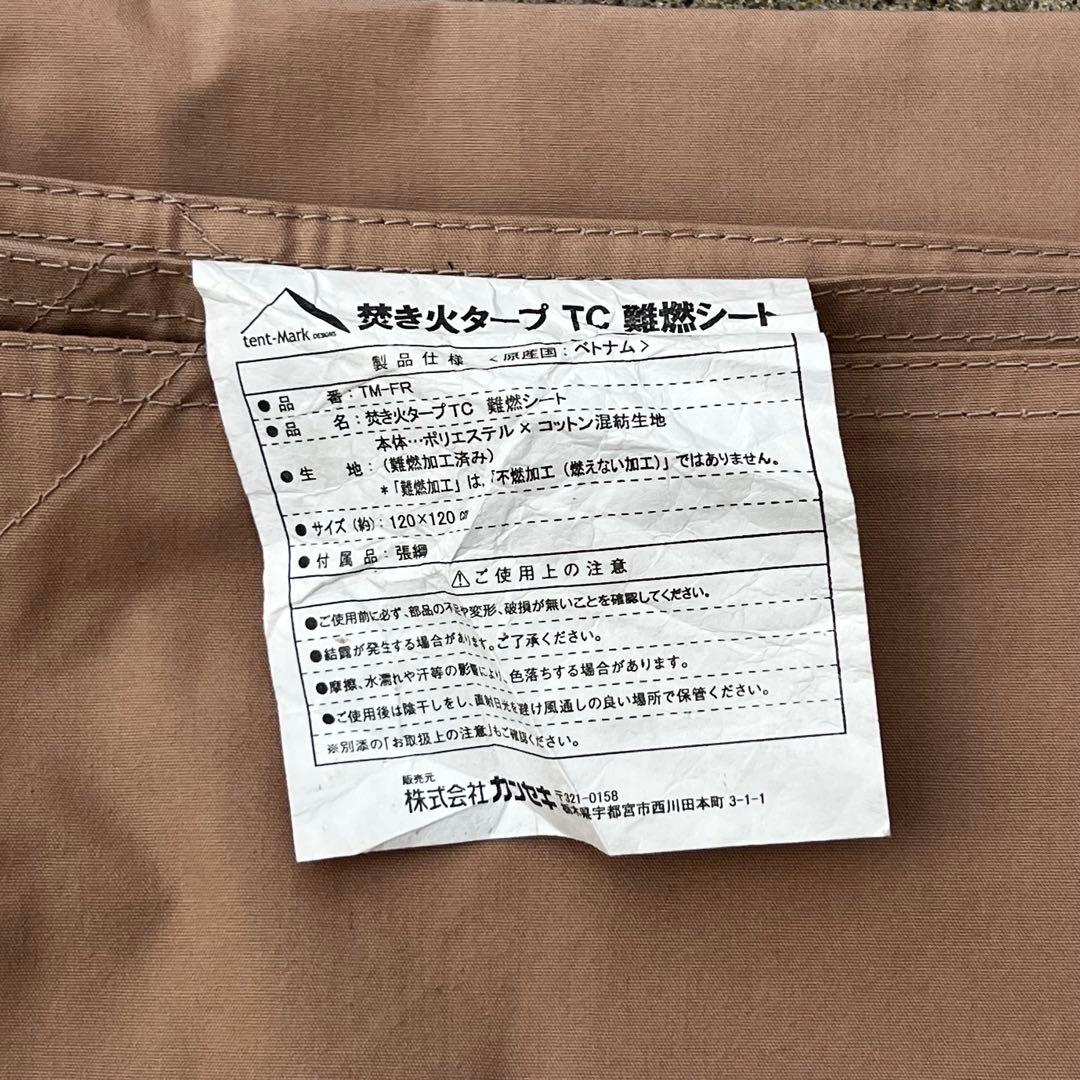 tent-Mark DESIGNS
焚き火タープ TC 難燃シート
製品仕様 <原産国:ベトナム>
●品 番:TM-FR
●品 名:焚き火タープTC 難燃シート
●生 地:本体…ポリエステル×コットン混紡生地
(難燃加工済み)
*「難燃加工」は、「不燃加工(燃えない加工)」ではありません。
●サイズ(約):120×120㎝
●付属品:張綱
⚠ご使用上の注意
●ご使用前に必ず、部品の不足や変形、破損が無いことを確認してください。
●結露が発生する場合があります。ご了承ください。
●摩擦、水濡れや汗等の影響により、色落ちする場合があります。
●ご使用後は陰干しをし、直射日光を避け風通しの良い場所で保管ください。
※別添の「お取扱上の注意」もご確認ください。
販売元
株式会社カンセキ 〒321-0158
栃木県宇都宮市西川田本町3-1-1